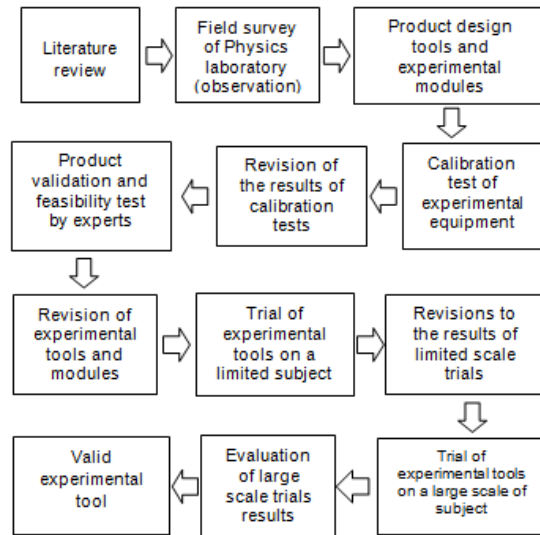 Literature
review
Field survey
of Physics
laboratory
(observation)
Product design
tools and
experimental
modules
Calibration
test of
experimental
equipment
Revision of
the results of
calibration
tests
Product
validation and
feasibility test
by experts
Revision of
experimental
tools and
modules
Trial of
experimental
tools on a
limited subject
Revisions to
the results of
limited scale
trials
Trial of
experimental tools
on a large scale of
subject
Evaluation
of large
scale trials
results
Valid
experimental
tool